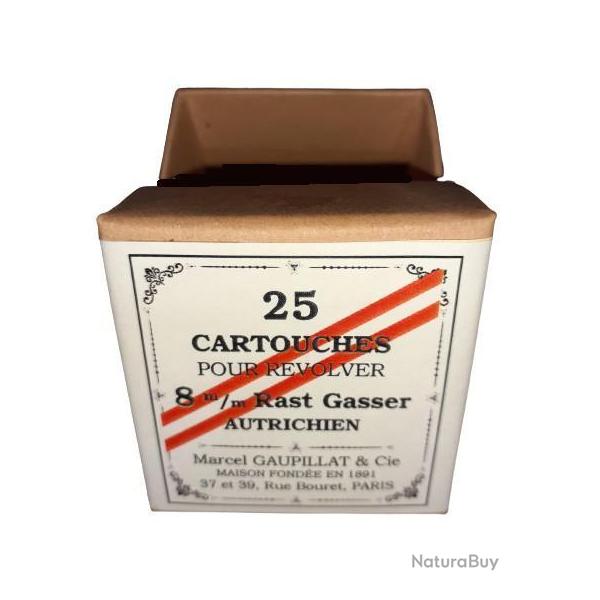 25
CARTOUCHES
POUR REVOLVER
8 m/m Rast Gasser
AUTRICHIEN
Marcel GAUPILLAT & Cie
MAISON FONDÉE EN 1891
37 et 39, Rue Bouret, PARIS
NaturaBuy